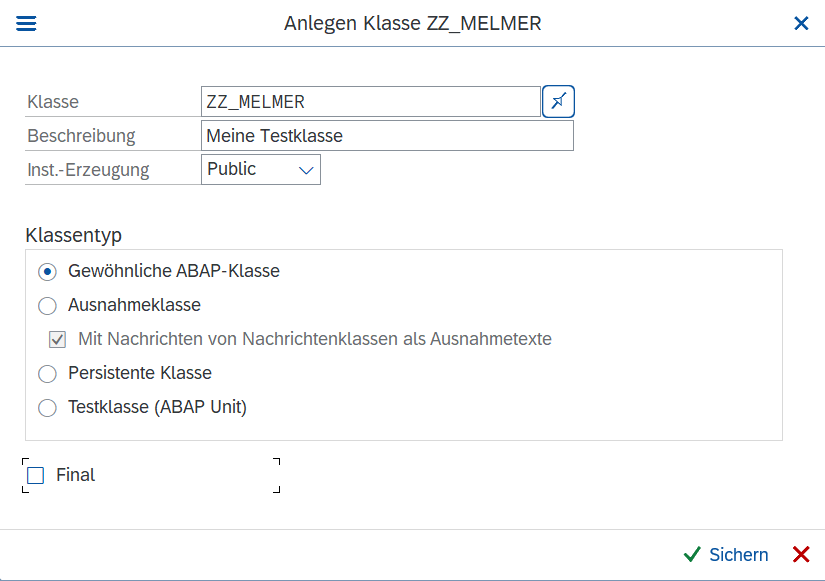 Anlegen Klasse ZZ_MELMER
Klasse ZZ_MELMER
Beschreibung Meine Testklasse
Inst.-Erzeugung Public
Klassentyp
Gewöhnliche ABAP-Klasse
Ausnahmeklasse
Mit Nachrichten von Nachrichtenklassen als Ausnahmetexte
Persistente Klasse
Testklasse (ABAP Unit)
Final
Sichern